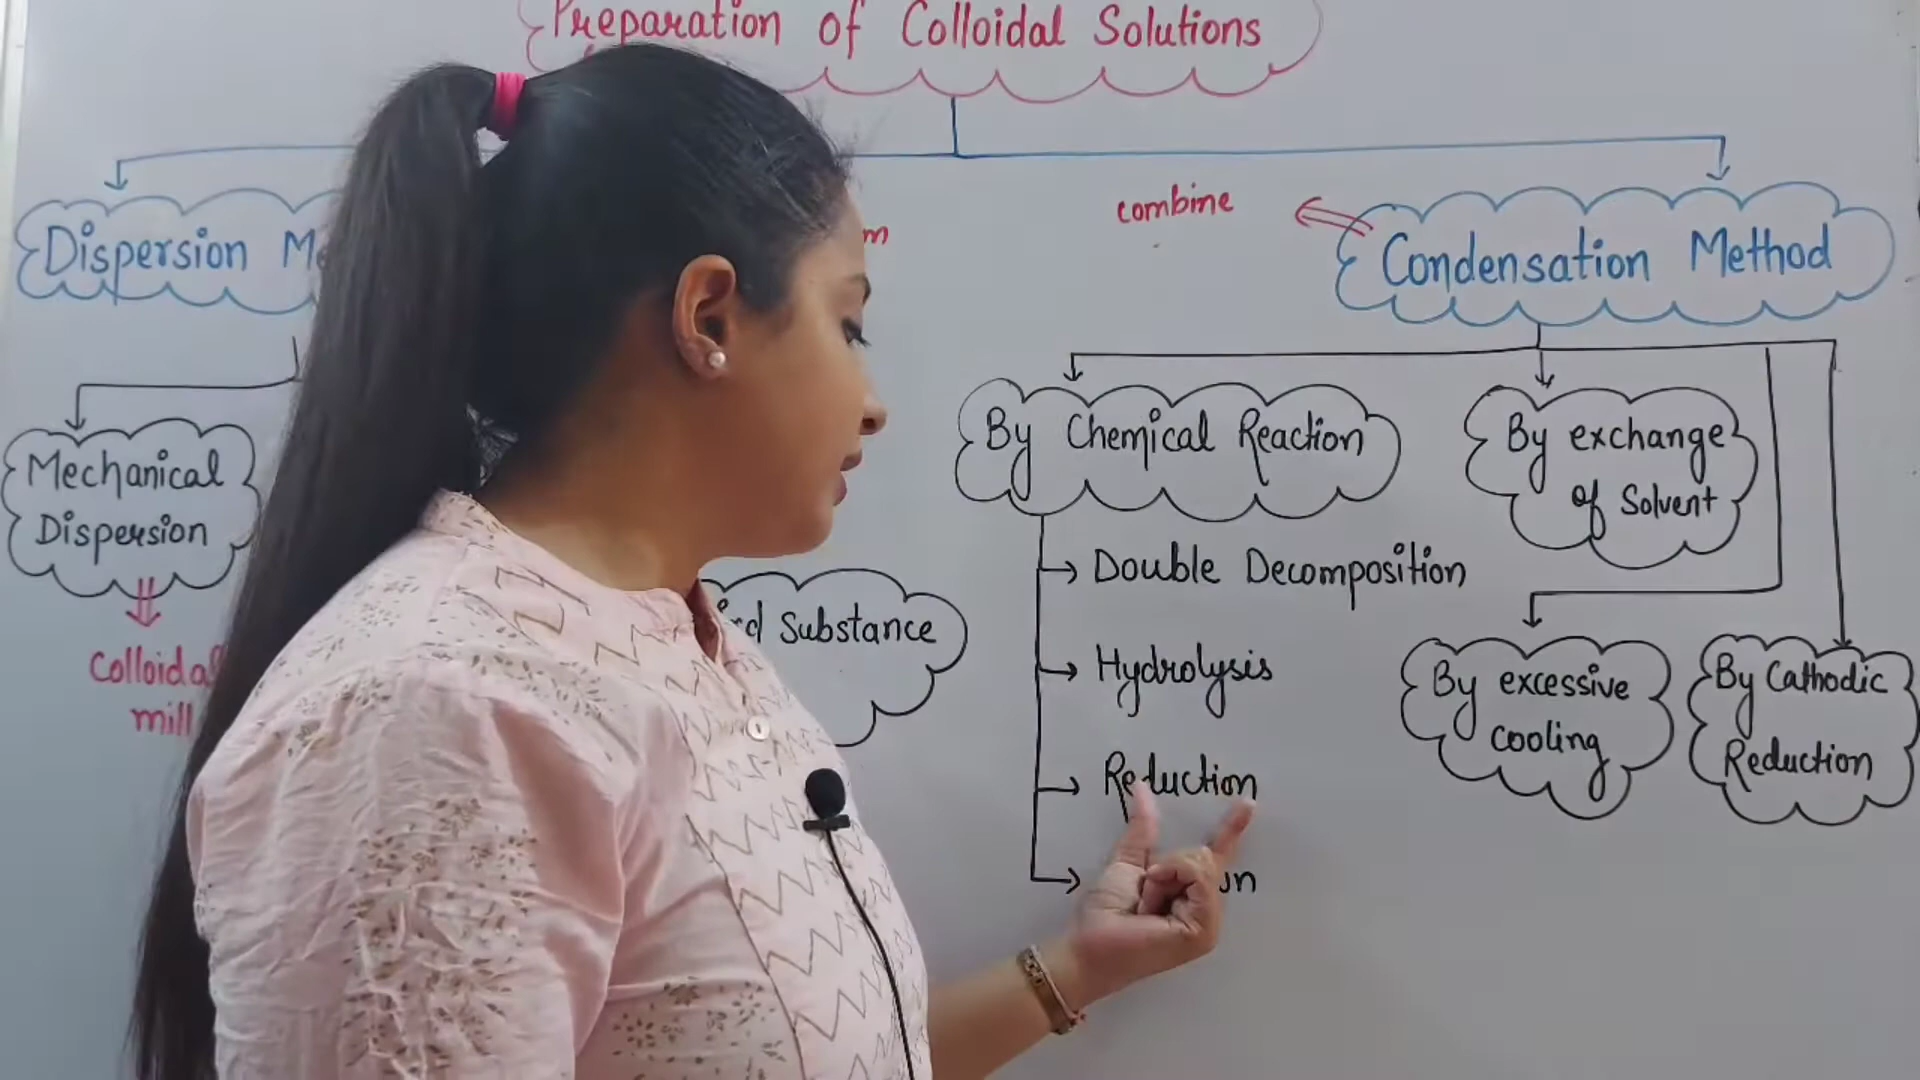 Preparation of Colloidal Solutions
combine
Dispersion
Condensation Method
Mechanical
Dispersion
Colloidal
mill
Substance
By Chemical Reaction
Double Decomposition
Hydrolysis
Reduction
By exchange
of Solvent
By excessive
cooling
By Cathodic
Reduction